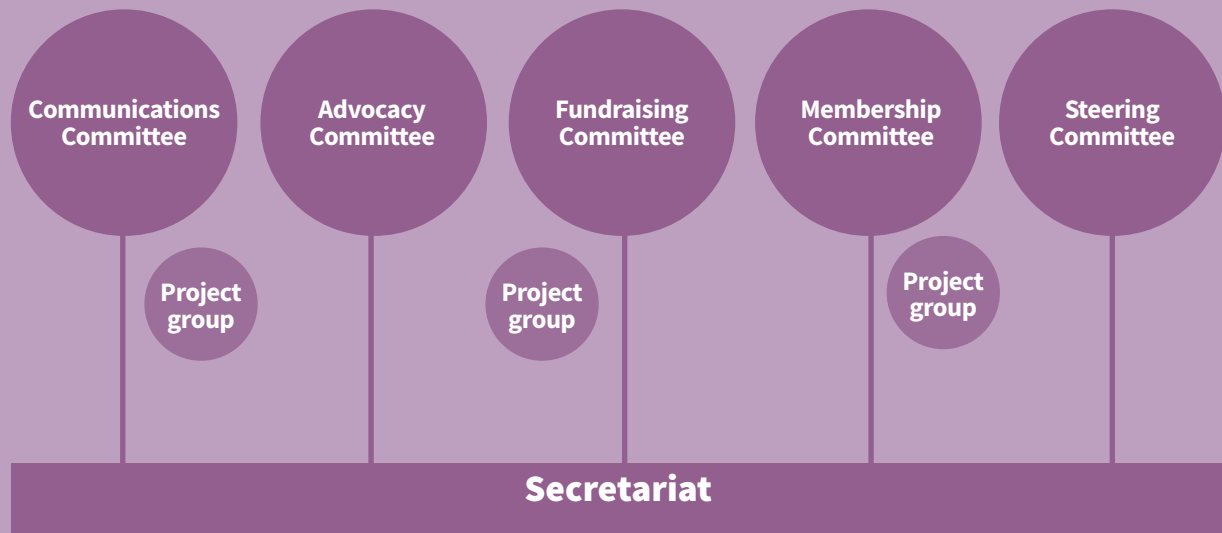 Communications
Committee
Advocacy
Committee
Fundraising
Committee
Membership
Committee
Steering
Committee
Project
group
Project
group
Project
group
Secretariat